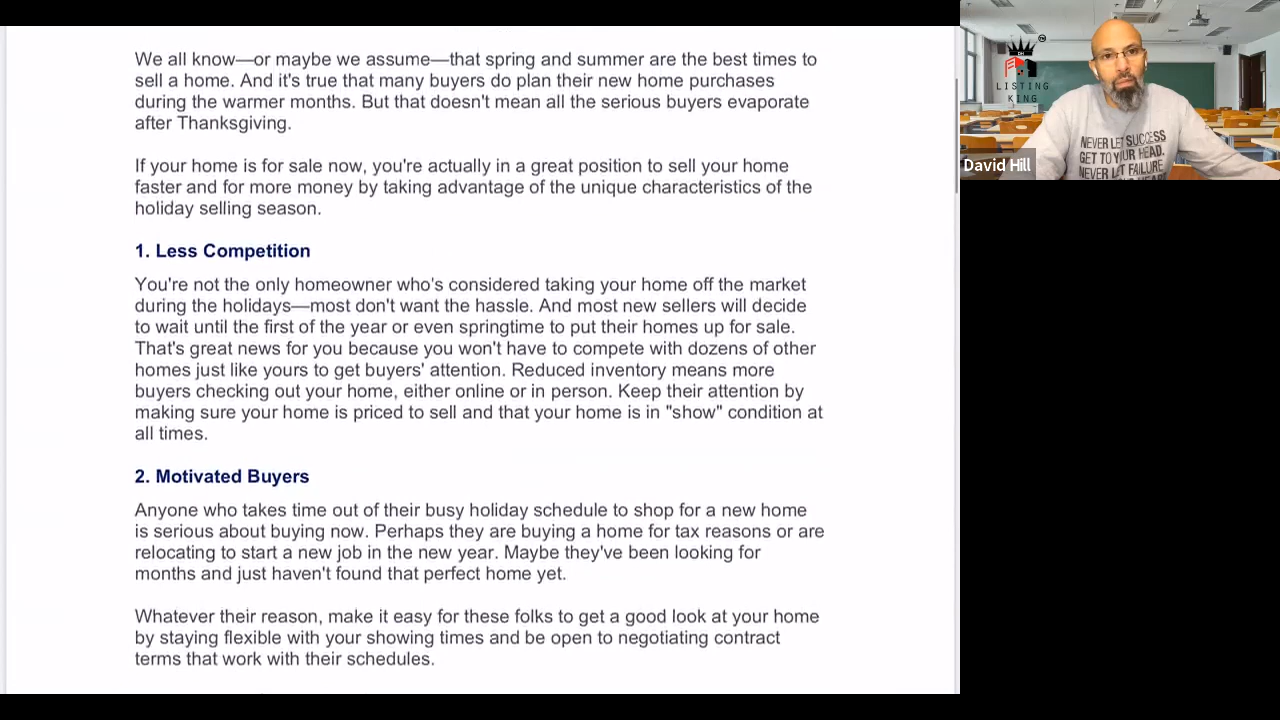 We all know—or maybe we assume—that spring and summer are the best times to
sell a home. And it's true that many buyers do plan their new home purchases
during the warmer months. But that doesn't mean all the serious buyers evaporate
after Thanksgiving.
If your home is for sale now, you're actually in a great position to sell your home
faster and for more money by taking advantage of the unique characteristics of the
holiday selling season.
1. Less Competition
You're not the only homeowner who's considered taking your home off the market
during the holidays—most don't want the hassle. And most new sellers will decide
to wait until the first of the year or even springtime to put their homes up for sale.
That's great news for you because you won't have to compete with dozens of other
homes just like yours to get buyers' attention. Reduced inventory means more
buyers checking out your home, either online or in person. Keep their attention by
making sure your home is priced to sell and that your home is in "show" condition at
all times.
2. Motivated Buyers
Anyone who takes time out of their busy holiday schedule to shop for a new home
is serious about buying now. Perhaps they are buying a home for tax reasons or are
relocating to start a new job in the new year. Maybe they've been looking for
months and just haven't found that perfect home yet.
Whatever their reason, make it easy for these folks to get a good look at your home
by staying flexible with your showing times and be open to negotiating contract
terms that work with their schedules.
LISTING
KING
David Hill
NEVER LET SUCCESS
GET TO YOUR HEAD.
NEVER LET FAILURE